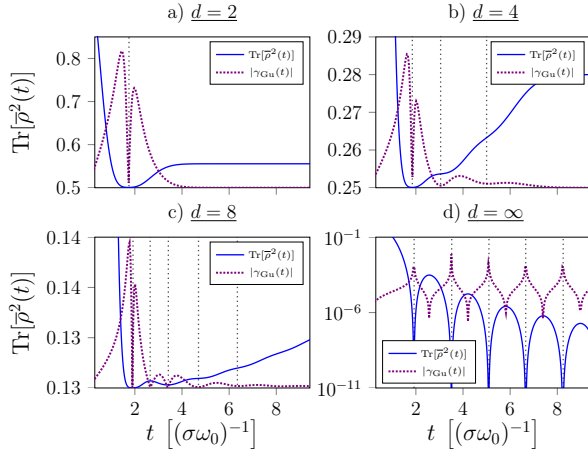 a) d = 2
b) d = 4
Tr[ρ̅²(t)]
0.8
0.7
0.6
0.5
Tr[ρ̅²(t)]
|γGu(t)|
0.29
0.28
0.27
0.26
0.25
Tr[ρ̅²(t)]
|γGu(t)|
c) d = 8
d) d = ∞
Tr[ρ̅²(t)]
0.14
0.14
0.13
0.13
Tr[ρ̅²(t)]
|γGu(t)|
2 4 6 8
t [(σω₀)⁻¹]
10⁻¹
10⁻⁶
10⁻¹¹
Tr[ρ̅²(t)]
|γGu(t)|
2 4 6 8
t [(σω₀)⁻¹]